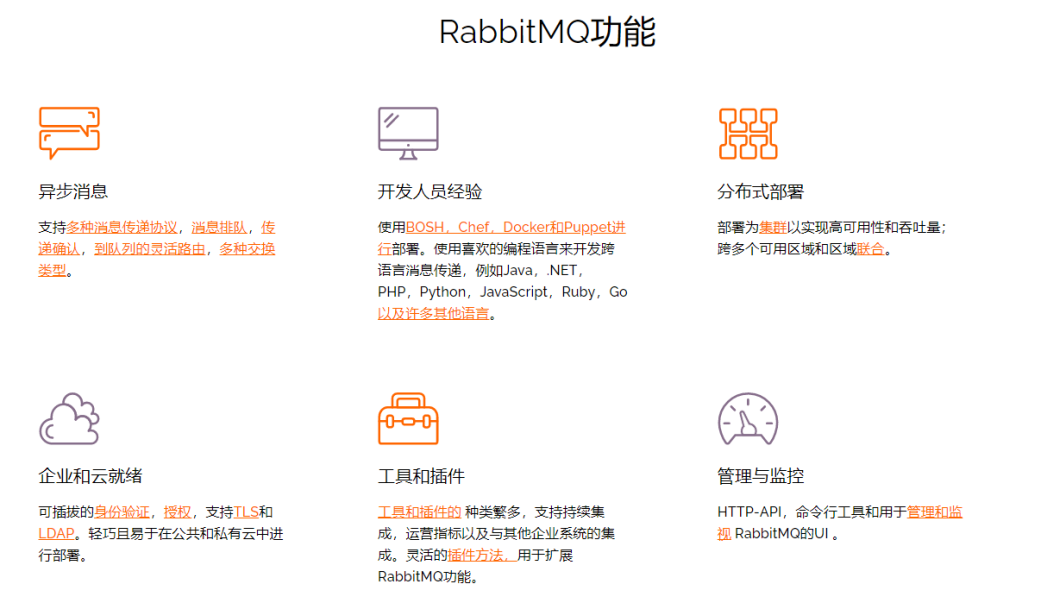 RabbitMQ功能
异步消息
支持多种消息传递协议，消息排队，传
递确认，到队列的灵活路由，多种交换
类型。
开发人员经验
使用BOSH，Chef，Docker和Puppet进
行部署。使用喜欢的编程语言来开发跨
语言消息传递，例如Java，.NET，
PHP，Python，JavaScript，Ruby，Go
以及许多其他语言。
分布式部署
部署为集群以实现高可用性和吞吐量；
跨多个可用区域和区域联合。
企业和云就绪
可插拔的身份验证，授权，支持TLS和
LDAP。轻巧且易于在公共和私有云中进
行部署。
工具和插件
工具和插件的 种类繁多，支持持续集
成，运营指标以及与其他企业系统的集
成。灵活的插件方法，用于扩展
RabbitMQ功能。
管理与监控
HTTP-API，命令行工具和用于管理和监
视 RabbitMQ的UI 。